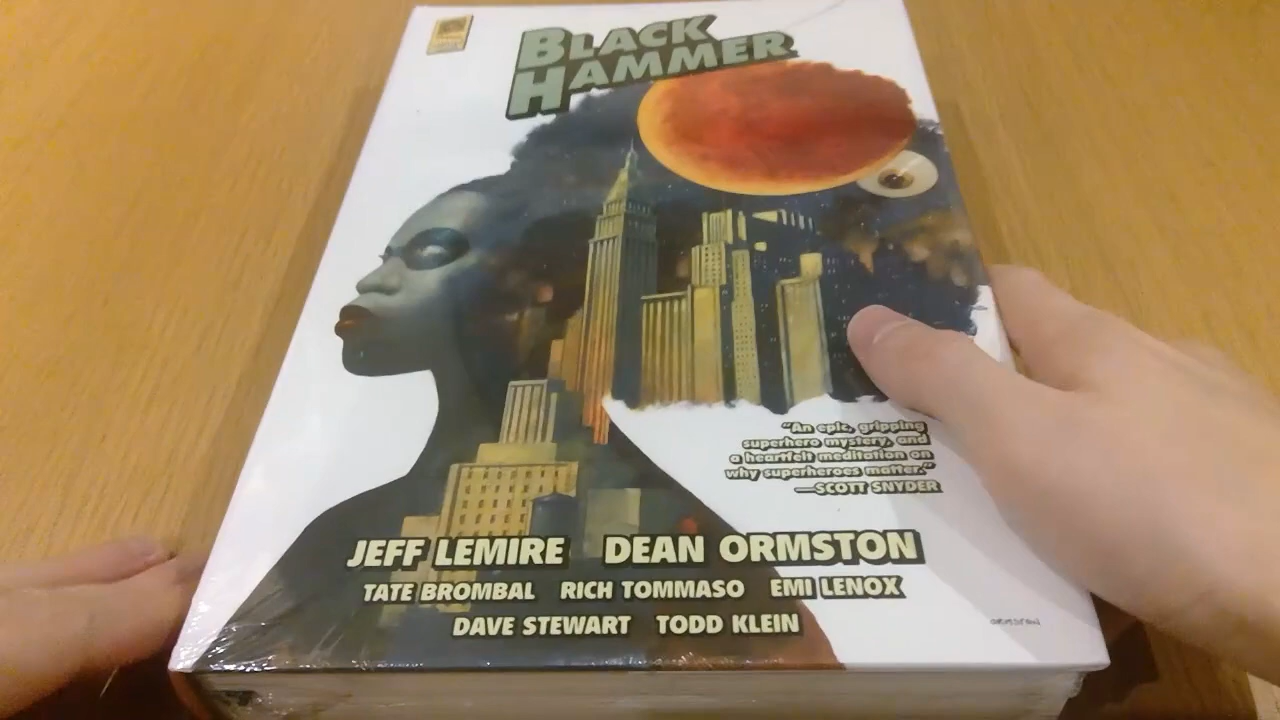 BLACK
HAMMER
"An epic, gripping
superhero mystery, and
a heartfelt meditation on
why superheroes matter."
—SCOTT SNYDER
JEFF LEMIRE DEAN ORMSTON
TATE BROMBAL RICH TOMMASO EMI LENOX
DAVE STEWART TODD KLEIN